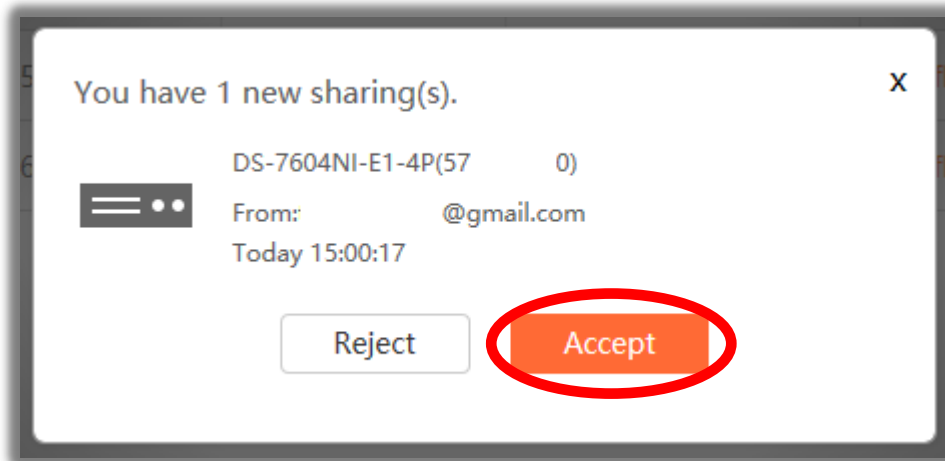 You have 1 new sharing(s).
x
DS-7604NI-E1-4P(57 0)
From: @gmail.com
Today 15:00:17
Reject
Accept